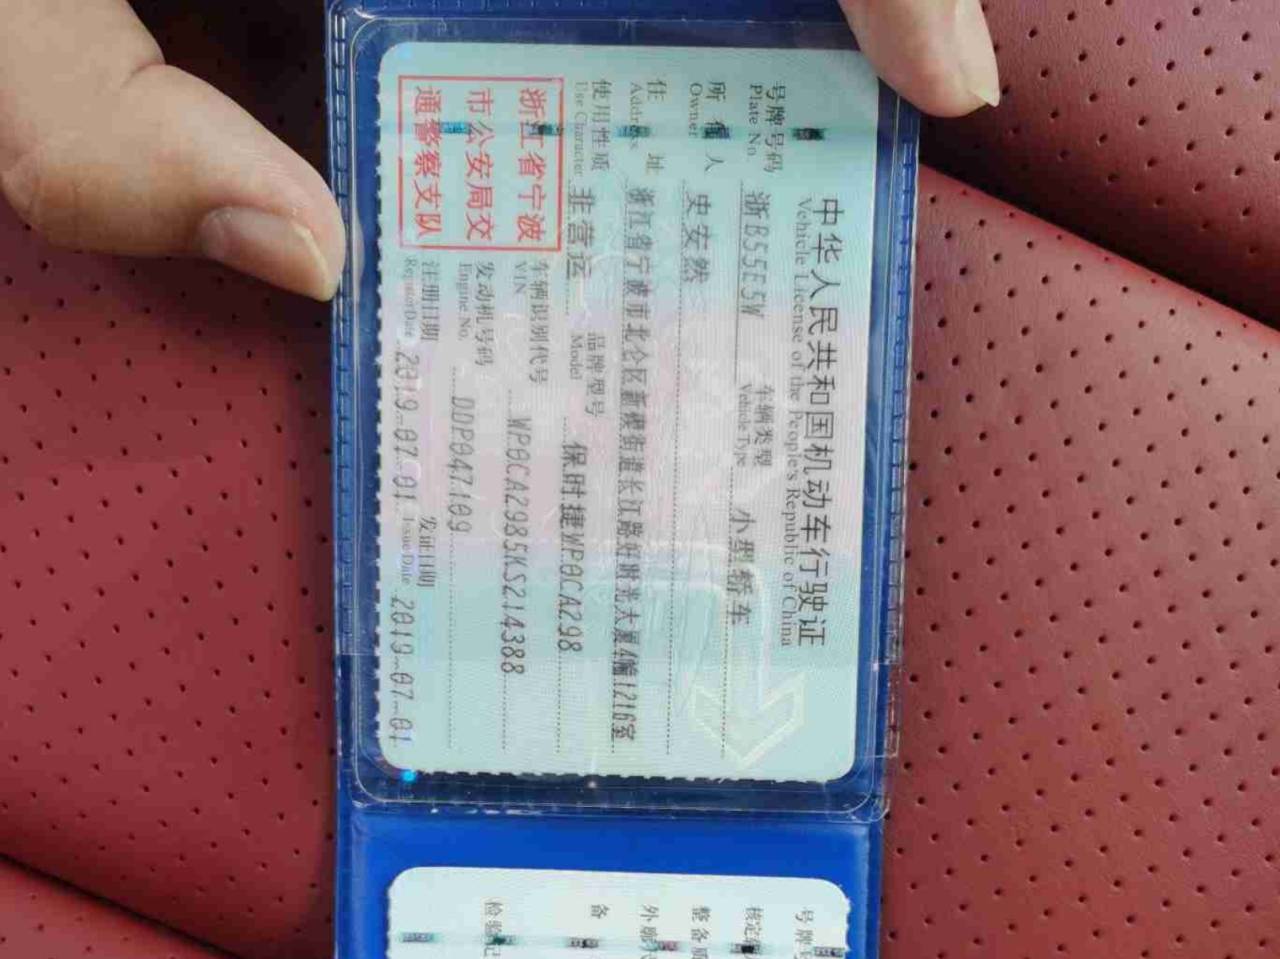 中华人民共和国机动车行驶证
Vehicle License of the People's Republic of China
号牌号码 浙B55E5W 车辆类型 小型轿车
Plate No. Vehicle Type
所有人 史安然
Owner
住址 浙江省宁波市北仑区新碶街道长江路好时光大厦4幢1216室
Address
使用性质 非营运 品牌型号 保时捷WP0CA298
Use Character Model
浙江省宁波
市公安局交
通警察支队
车辆识别代号 WP0CA2985KS214388
VIN
发动机号码 DDP047109
Engine No.
注册日期 2019-07-01 发证日期 2019-07-01
Register Date Issue Date
号牌
核定
整备质
外廓
备
检验记